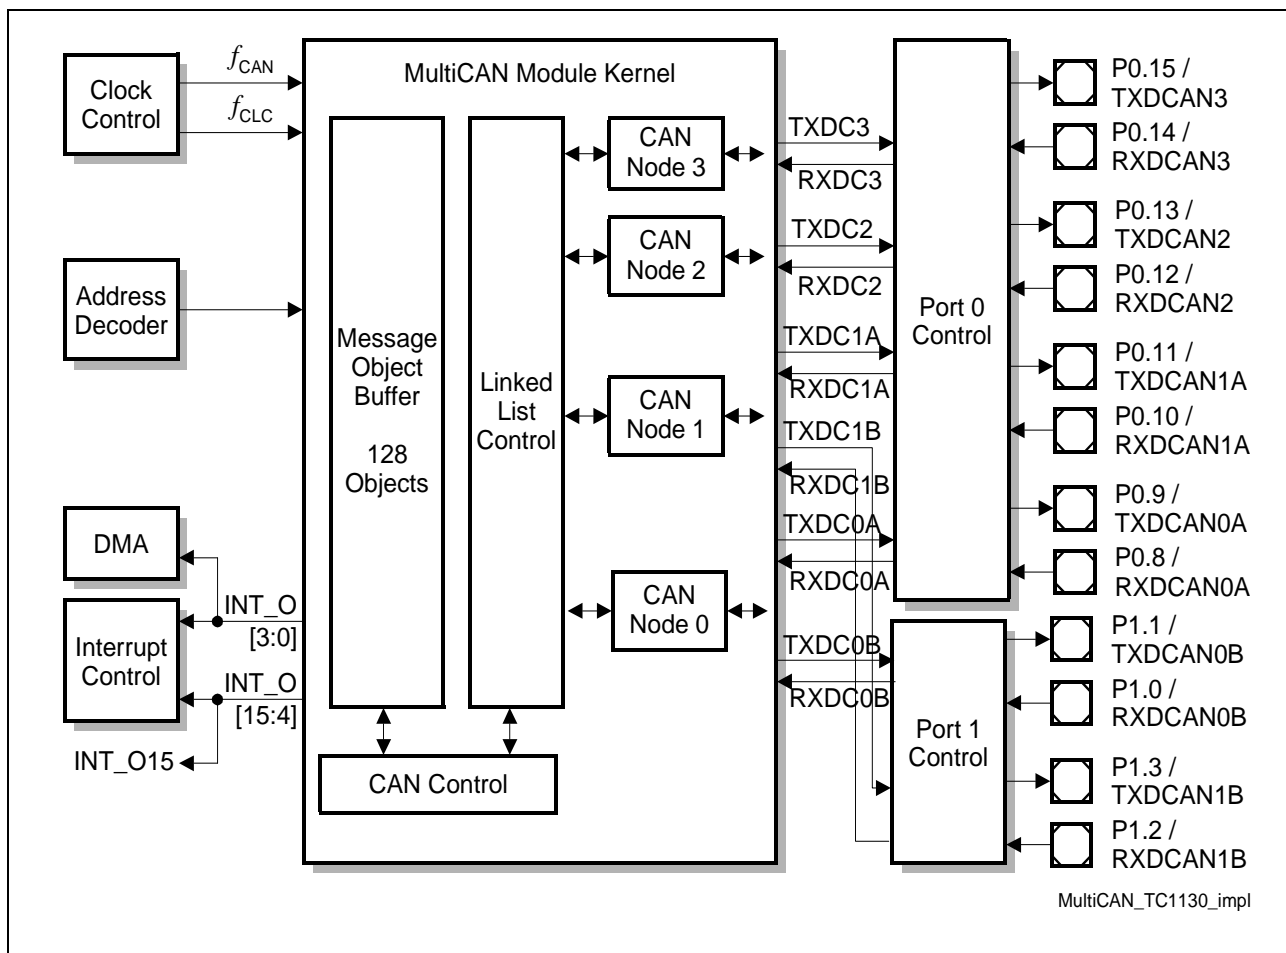 Clock
Control
f CAN
f CLC
Address
Decoder
DMA
Interrupt
Control
INT_O
[3:0]
INT_O
[15:4]
INT_O15
MultiCAN Module Kernel
Message
Object
Buffer
128
Objects
Linked
List
Control
CAN
Node 3
CAN
Node 2
CAN
Node 1
CAN
Node 0
CAN Control
TXDC3
RXDC3
TXDC2
RXDC2
TXDC1A
RXDC1A
TXDC1B
RXDC1B
TXDC0A
RXDC0A
TXDC0B
RXDC0B
Port 0
Control
Port 1
Control
P0.15 /
TXDCAN3
P0.14 /
RXDCAN3
P0.13 /
TXDCAN2
P0.12 /
RXDCAN2
P0.11 /
TXDCAN1A
P0.10 /
RXDCAN1A
P0.9 /
TXDCAN0A
P0.8 /
RXDCAN0A
P1.1 /
TXDCAN0B
P1.0 /
RXDCAN0B
P1.3 /
TXDCAN1B
P1.2 /
RXDCAN1B
MultiCAN_TC1130_impl